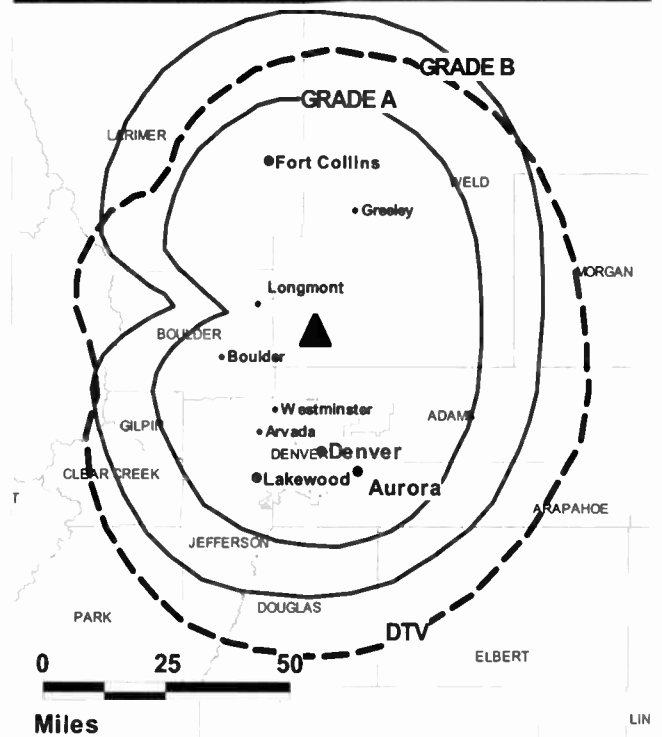 GRADE B
GRADE A
LARIMER
Fort Collins
WELD
Greeley
MORGAN
Longmont
BOULDER
Boulder
Westminster
ADAMS
GILPIN
Arvada
DENVER
Denver
CLEAR CREEK
Lakewood
Aurora
T
ARAPAHOE
JEFFERSON
DOUGLAS
PARK
DTV
ELBERT
0 25 50
Miles
LIN